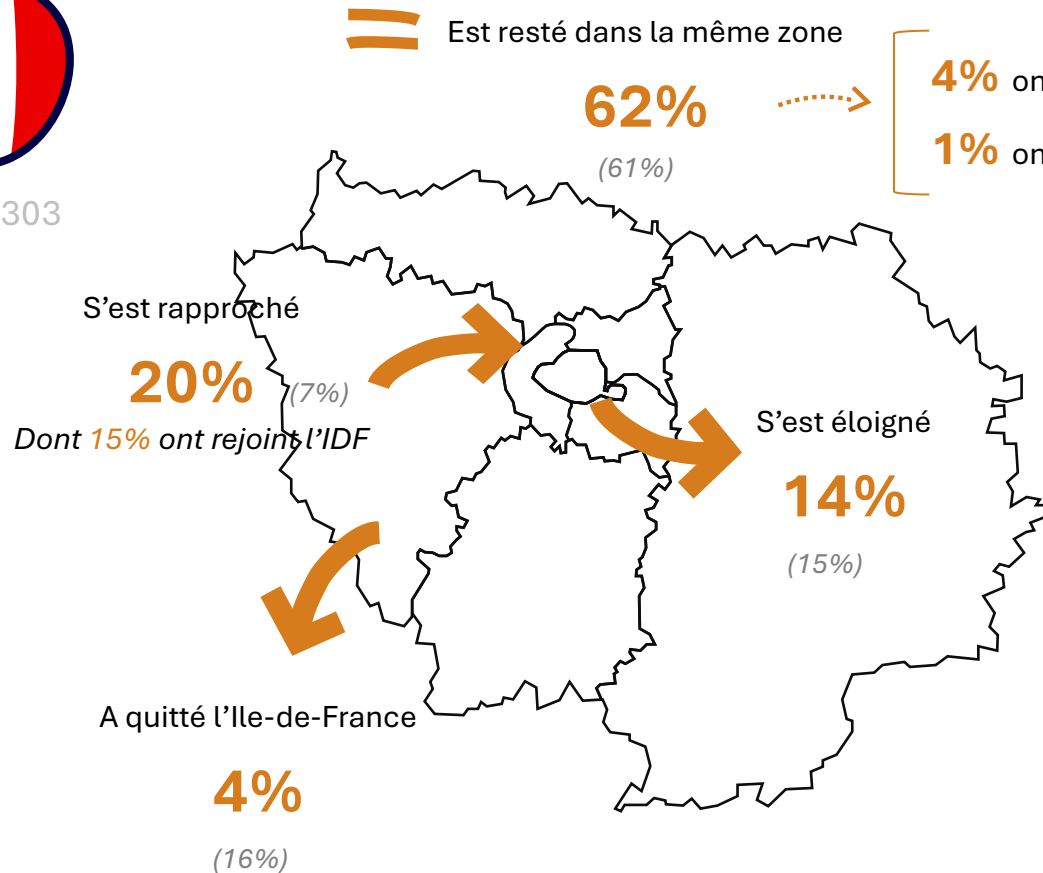 Est resté dans la même zone
62%
(61%)
4% on
1% on
303
S’est rapproché
20% (7%)
Dont 15% ont rejoint l’IDF
S’est éloigné
14%
(15%)
A quitté l’Ile-de-France
4%
(16%)